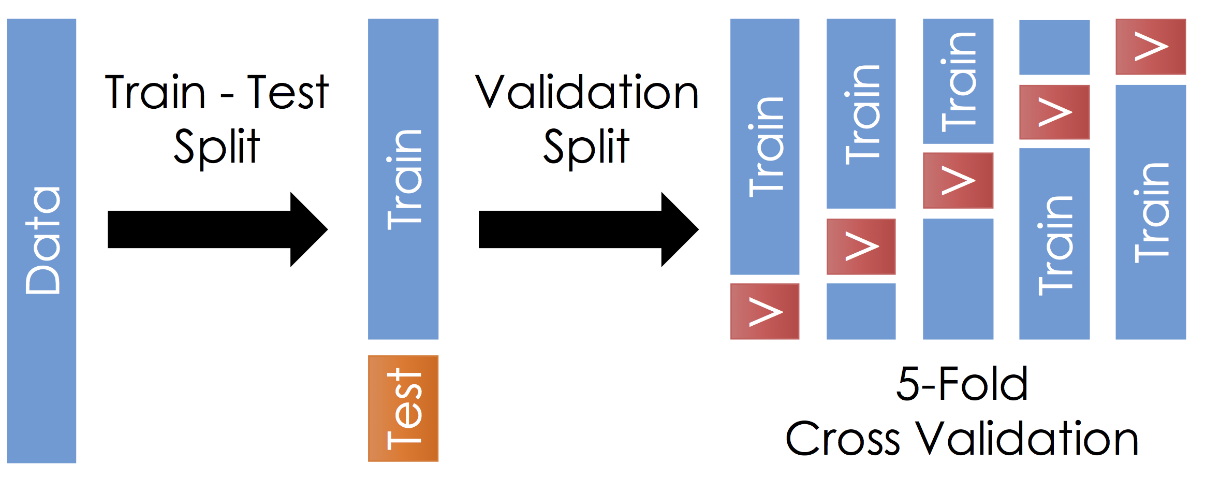 Data
Train - Test
Split
Train
Test
Validation
Split
Train
V
Train
V
Train
V
V
Train
V
Train
5-Fold
Cross Validation